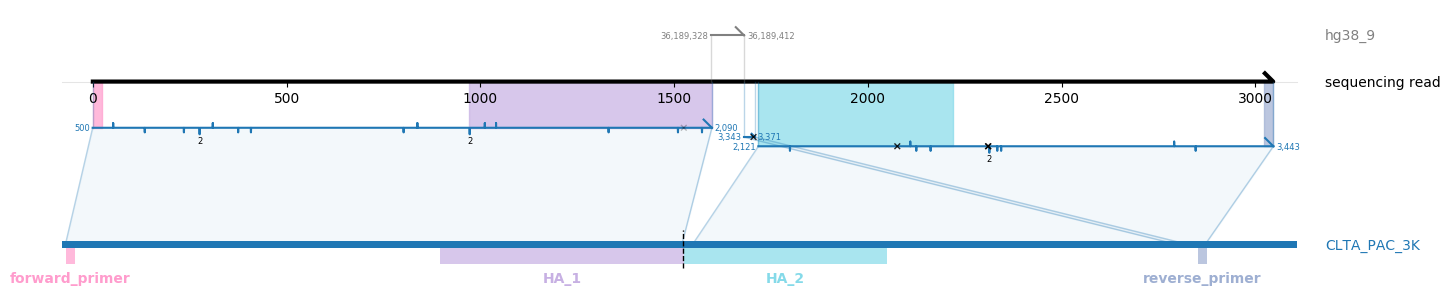 36,189,328 36,189,412 hg38_9
sequencing read
0 500 1000 1500 2000 2500 3000
500 2,090
3,343 3,371
2 2 2,121 2 3,443
CLTA_PAC_3K
forward_primer HA_1 HA_2 reverse_primer